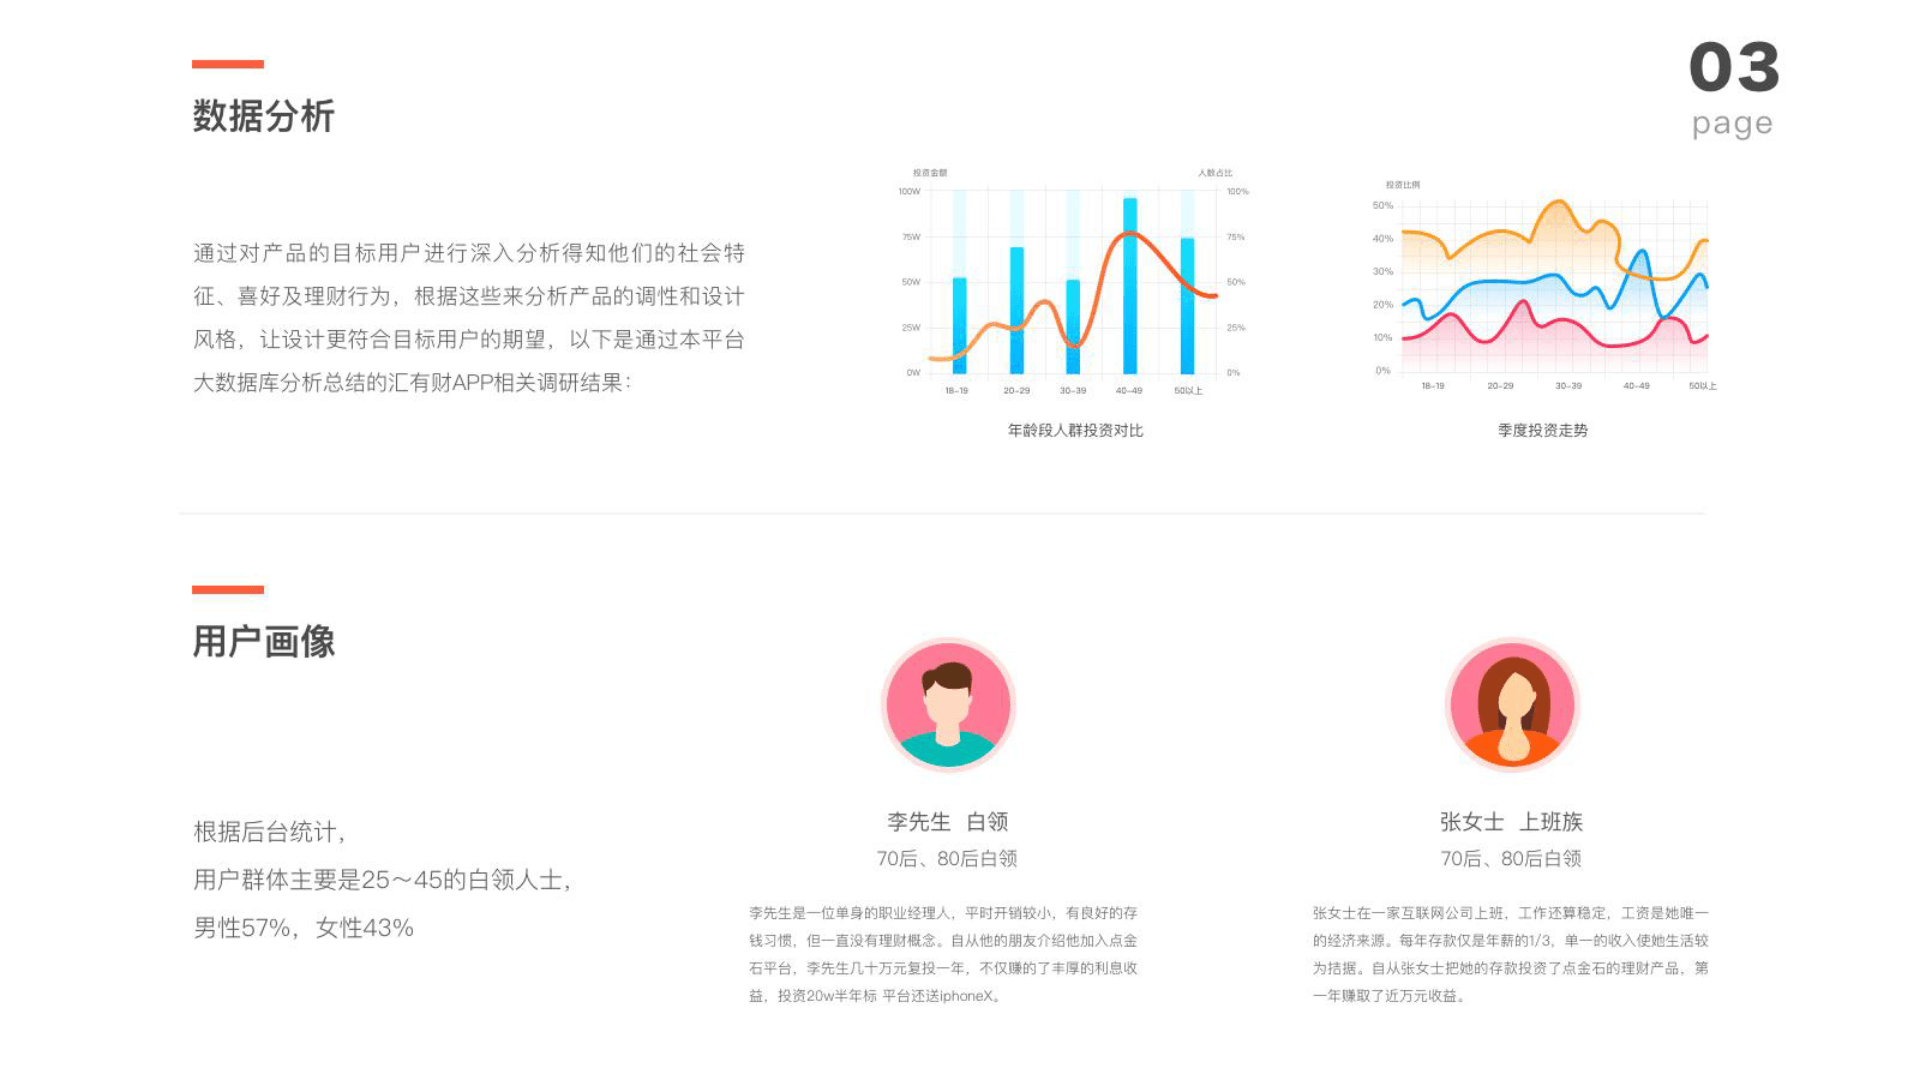 03
page
数据分析
通过对产品的目标用户进行深入分析得知他们的社会特
征、喜好及理财行为，根据这些来分析产品的调性和设计
风格，让设计更符合目标用户的期望，以下是通过本平台
大数据库分析总结的汇有财APP相关调研结果：
投资金额
人数占比
100W
75W
50W
25W
0W
100%
75%
50%
25%
0%
18-19
20-29
30-39
40-49
50以上
年龄段人群投资对比
投资比例
50%
40%
30%
20%
10%
0%
18-19
20-29
30-39
40-49
50以上
季度投资走势
用户画像
根据后台统计，
用户群体主要是25～45的白领人士，
男性57%，女性43%
李先生 白领
70后、80后白领
李先生是一位单身的职业经理人，平时开销较小，有良好的存
钱习惯，但一直没有理财概念。自从他的朋友介绍他加入点金
石平台，李先生几十万元复投一年，不仅赚的了丰厚的利息收
益，投资20w半年标 平台还送iphoneX。
张女士 上班族
70后、80后白领
张女士在一家互联网公司上班，工作还算稳定，工资是她唯一
的经济来源。每年存款仅是年薪的1/3，单一的收入使她生活较
为拮据。自从张女士把她的存款投资了点金石的理财产品，第
一年赚取了近万元收益。